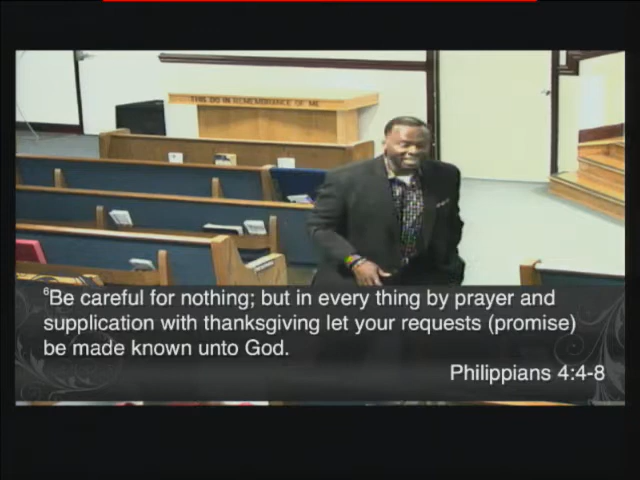 THIS DO IN REMEMBRANCE OF ME
⁶Be careful for nothing; but in every thing by prayer and
supplication with thanksgiving let your requests (promise)
be made known unto God.
Philippians 4:4-8